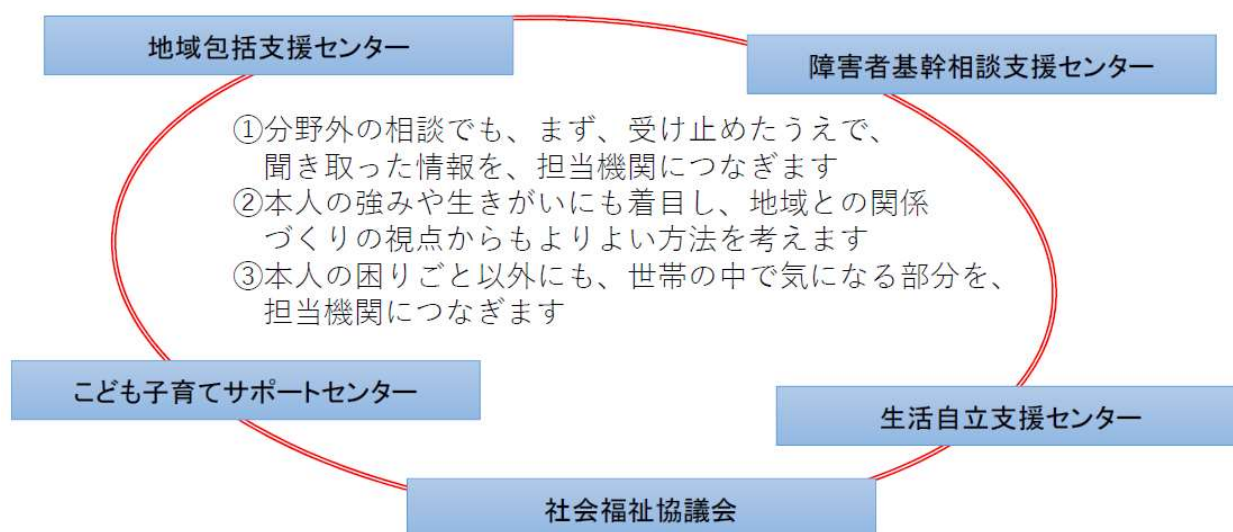 地域包括支援センター
障害者基幹相談支援センター
①分野外の相談でも、まず、受け止めたうえで、
聞き取った情報を、担当機関につなぎます
②本人の強みや生きがいにも着目し、地域との関係
づくりの視点からもよりよい方法を考えます
③本人の困りごと以外にも、世帯の中で気になる部分を、
担当機関につなぎます
こども子育てサポートセンター
生活自立支援センター
社会福祉協議会